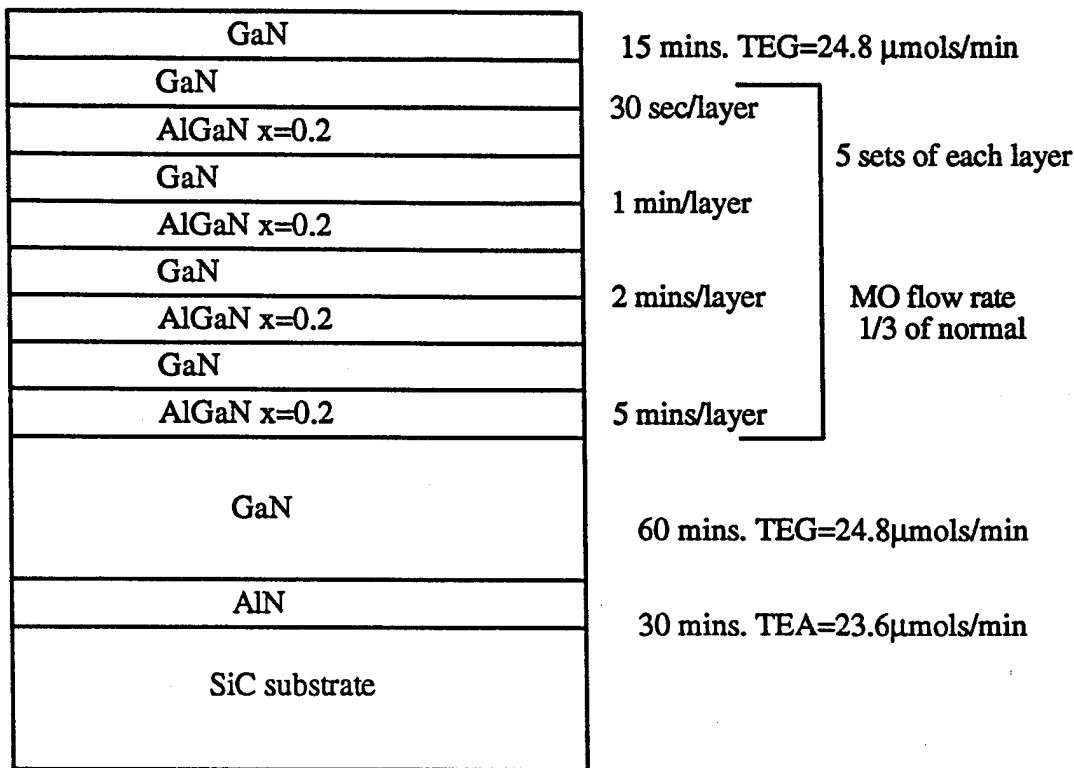 GaN
15 mins. TEG=24.8 µmols/min
GaN
30 sec/layer
AlGaN x=0.2
5 sets of each layer
GaN
1 min/layer
AlGaN x=0.2
GaN
2 mins/layer
MO flow rate
AlGaN x=0.2
1/3 of normal
GaN
AlGaN x=0.2
5 mins/layer
GaN
60 mins. TEG=24.8µmols/min
AlN
30 mins. TEA=23.6µmols/min
SiC substrate